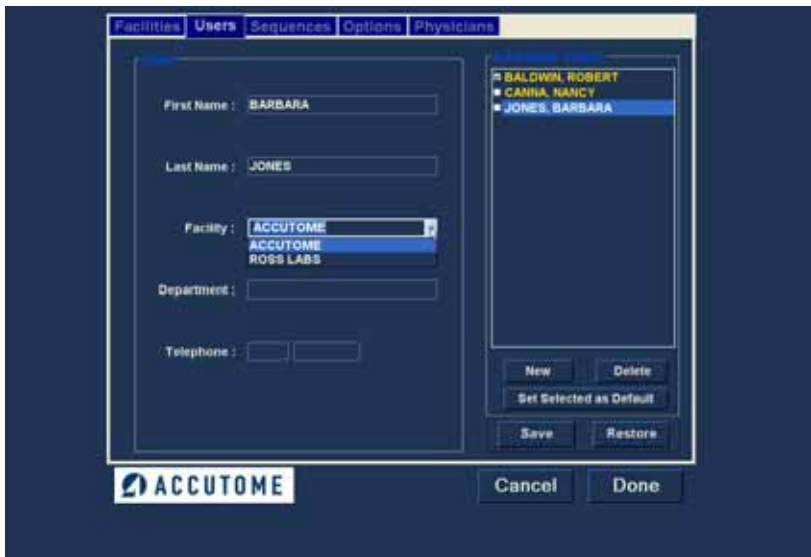 Facilities Users Sequences Options Physicians
User
First Name : BARBARA
Last Name : JONES
Facility : ACCUTOME
ACCUTOME
ROSS LABS
Department :
Telephone :
BALDWIN, ROBERT
CANNA, NANCY
JONES, BARBARA
New Delete
Set Selected as Default
Save Restore
ACCUTOME
Cancel Done